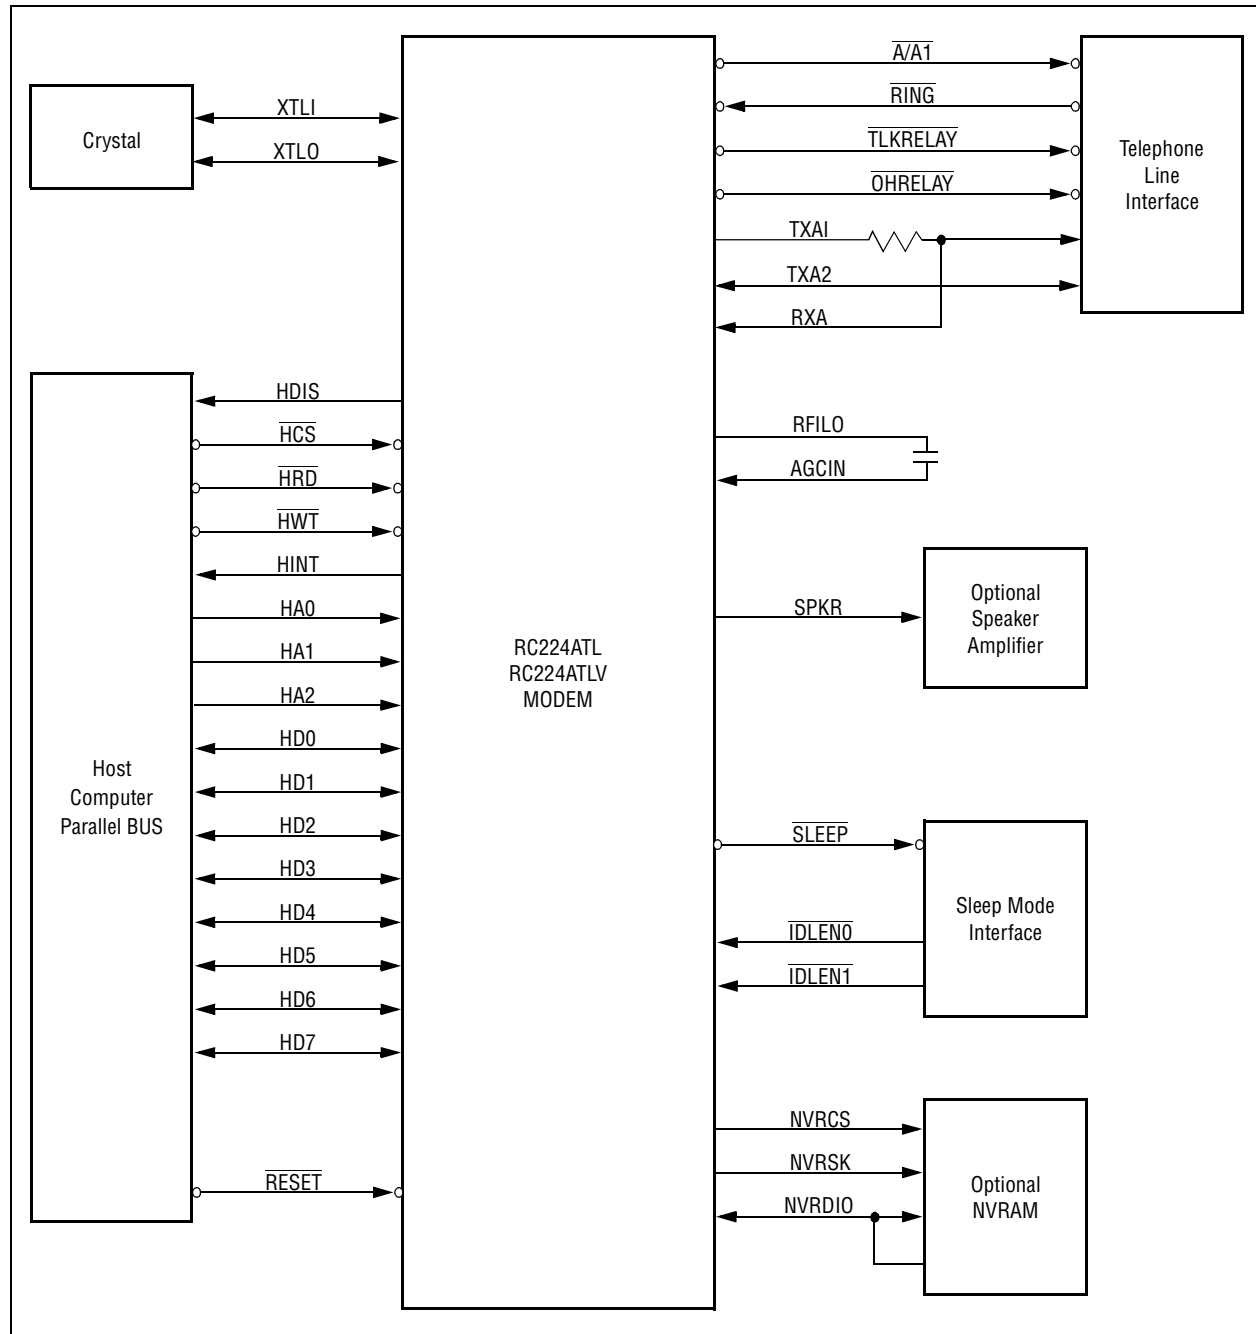 Crystal
XTLI
XTLO
Host
Computer
Parallel BUS
HDIS
HCS
HRD
HWT
HINT
HA0
HA1
HA2
HD0
HD1
HD2
HD3
HD4
HD5
HD6
HD7
RESET
RC224ATL
RC224ATLV
MODEM
A/A1
RING
TLKRELAY
OHRELAY
TXAI
TXA2
RXA
Telephone
Line
Interface
RFILO
AGCIN
SPKR
Optional
Speaker
Amplifier
SLEEP
IDLEN0
IDLEN1
Sleep Mode
Interface
NVRCS
NVRSK
NVRDIO
Optional
NVRAM